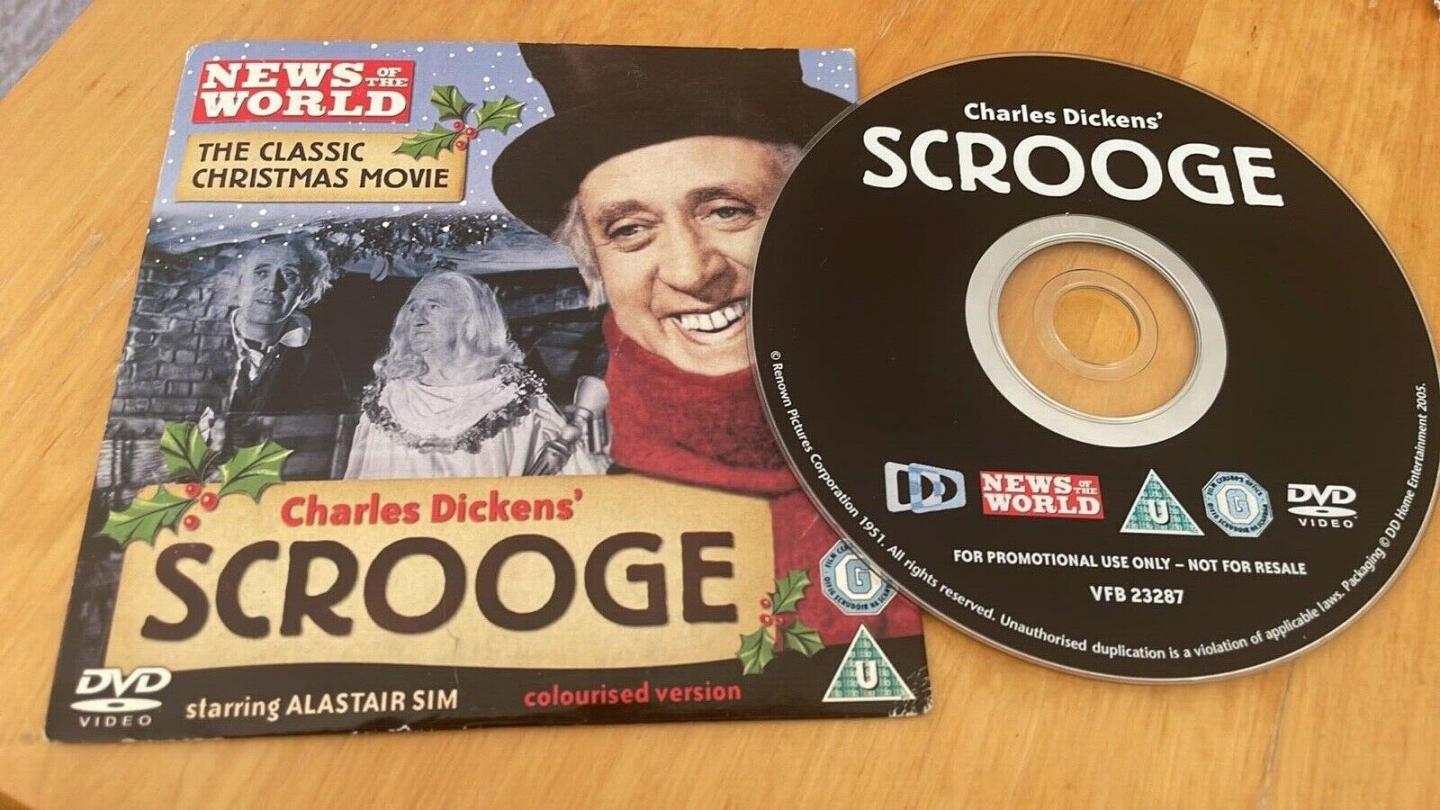 NEWS OF THE WORLD
THE CLASSIC
CHRISTMAS MOVIE
Charles Dickens'
SCROOGE
DVD
VIDEO
starring ALASTAIR SIM
colourised version
G
U
Charles Dickens'
SCROOGE
DD
NEWS OF THE WORLD
U
G
DVD
VIDEO
FOR PROMOTIONAL USE ONLY – NOT FOR RESALE
VFB 23287
© Renown Pictures Corporation 1951. All rights reserved. Unauthorised duplication is a violation of applicable laws. Packaging © DD Home Entertainment 2005.